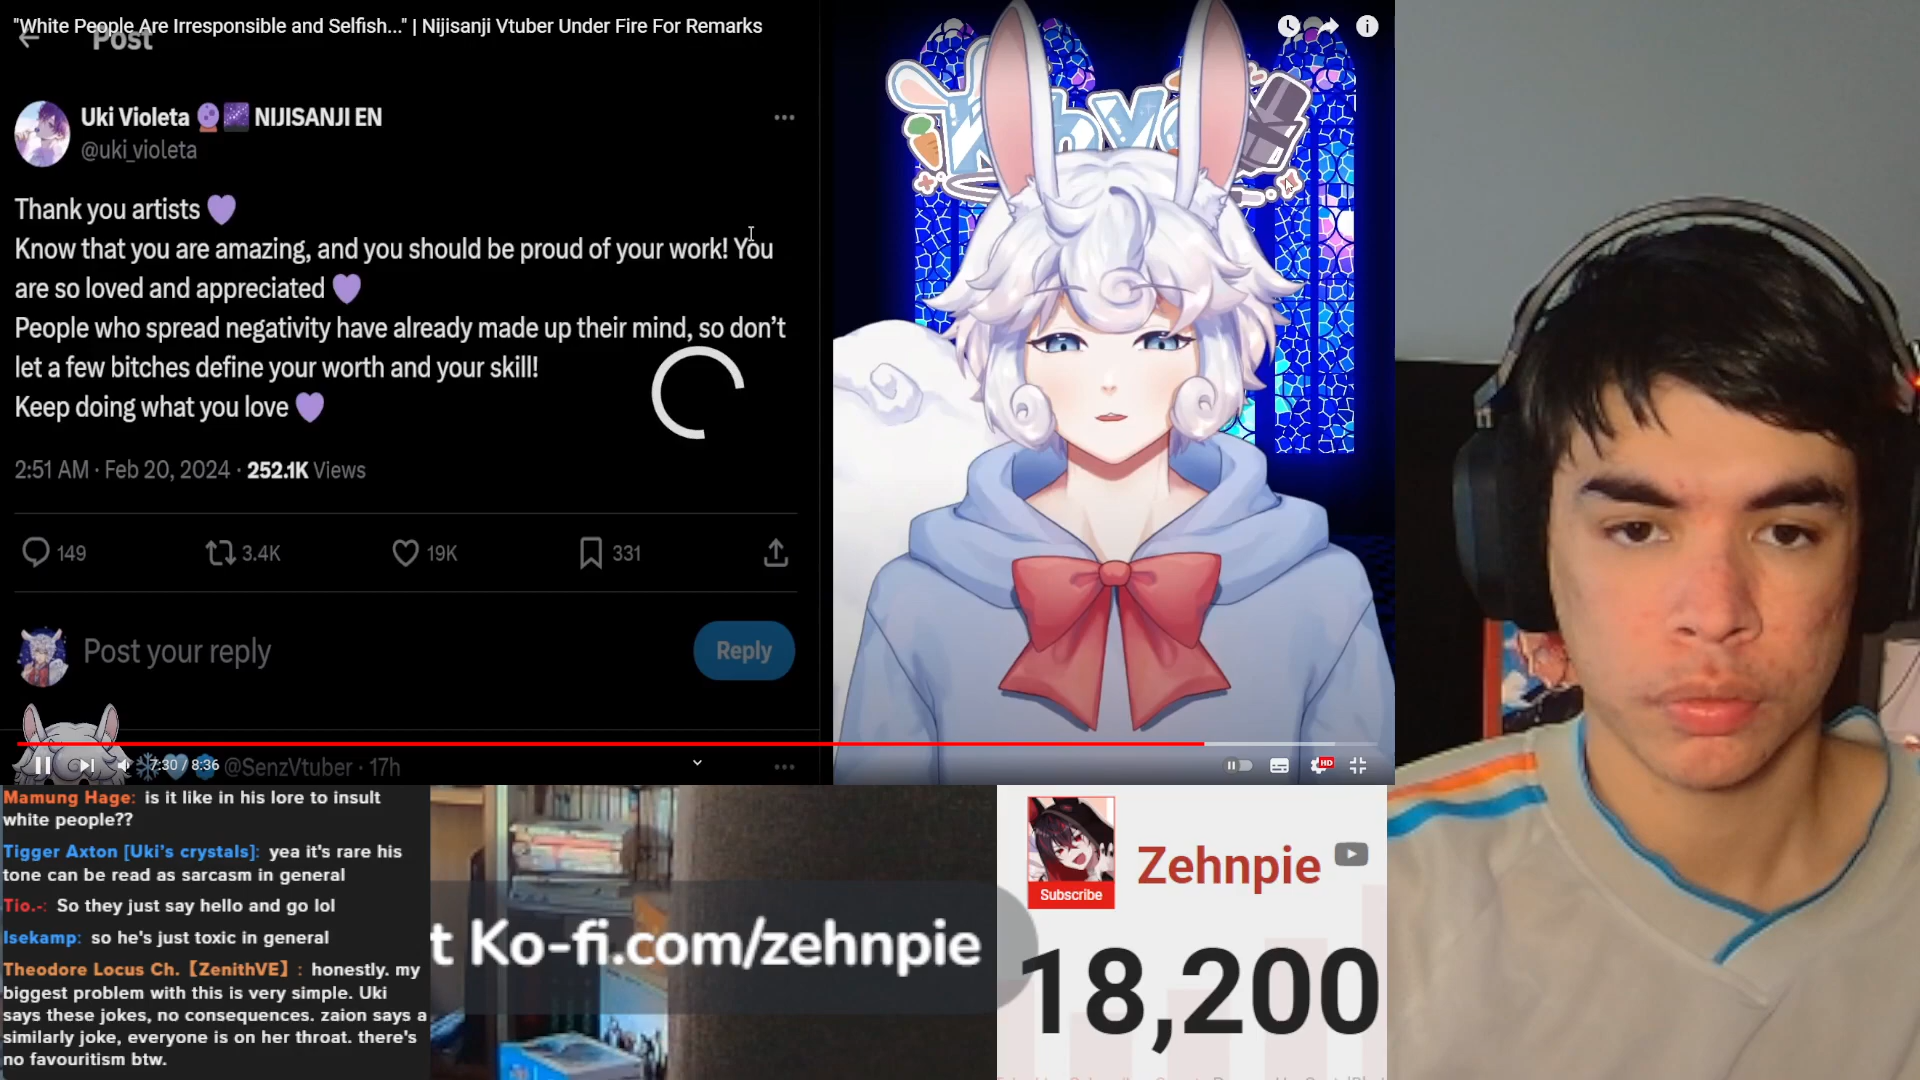 "White People Are Irresponsible and Selfish..." | Nijisanji Vtuber Under Fire For Remarks
Post
Uki Violeta 🔮🌌 NIJISANJI EN
@uki_violeta
Thank you artists 💜
Know that you are amazing, and you should be proud of your work! You
are so loved and appreciated 💜
People who spread negativity have already made up their mind, so don't
let a few bitches define your worth and your skill!
Keep doing what you love 💜
2:51 AM · Feb 20, 2024 · 252.1K Views
149 3.4K 19K 331
Post your reply
Reply
7:30 / 8:36
@SenzVtuber · 17h
HD
Mamung Hage: is it like in his lore to insult
white people??
Tigger Axton [Uki's crystals]: yea it's rare his
tone can be read as sarcasm in general
Tio.-: So they just say hello and go lol
Isekamp: so he's just toxic in general
Theodore Locus Ch.【ZenithVE】: honestly. my
biggest problem with this is very simple. Uki
says these jokes, no consequences. zaion says a
similarly joke, everyone is on her throat. there's
no favouritism btw.
t Ko-fi.com/zehnpie
Subscribe
Zehnpie
18,200